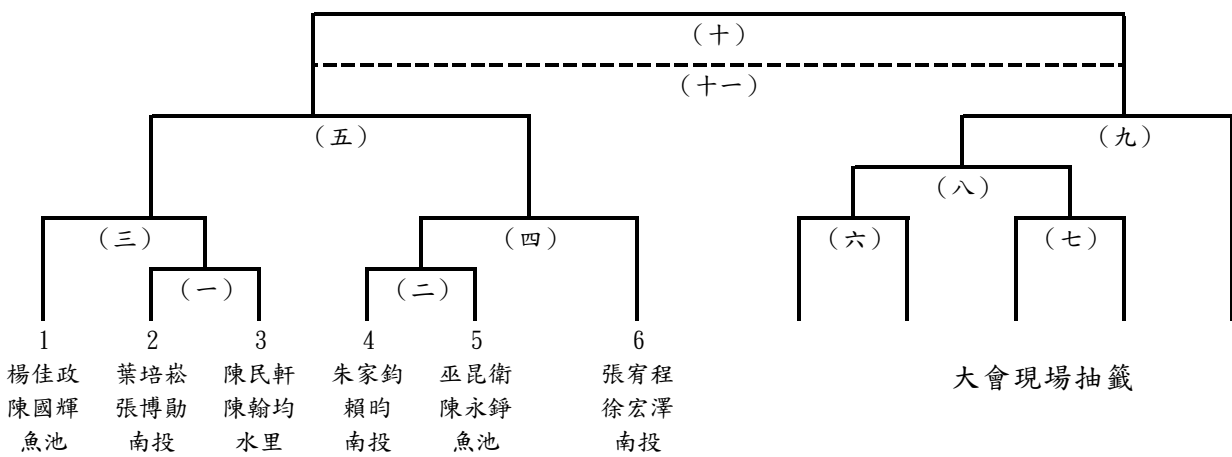 （十）
（十一）
（五）
（九）
（八）
（三）
（四）
（六）
（七）
（一）
（二）
1 2 3 4 5 6
楊佳政 葉培崧 陳民軒 朱家鈞 巫昆衛 張宥程
陳國輝 張博勛 陳翰均 賴昀 陳永錚 徐宏澤
魚池 南投 水里 南投 魚池 南投
大會現場抽籤